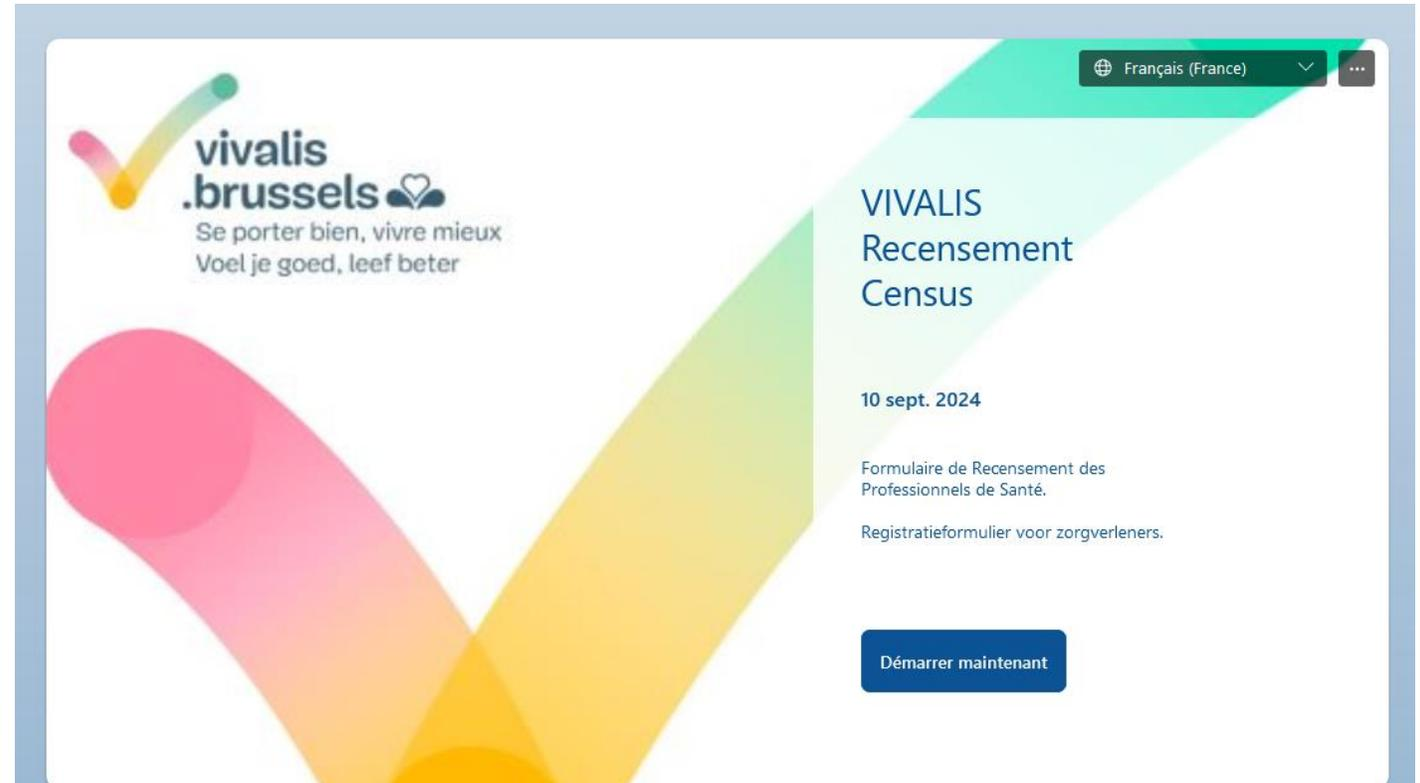 Français (France)
...
vivalis
.brussels
Se porter bien, vivre mieux
Voel je goed, leef beter
VIVALIS
Recensement
Census
10 sept. 2024
Formulaire de Recensement des
Professionnels de Santé.
Registratieformulier voor zorgverleners.
Démarrer maintenant